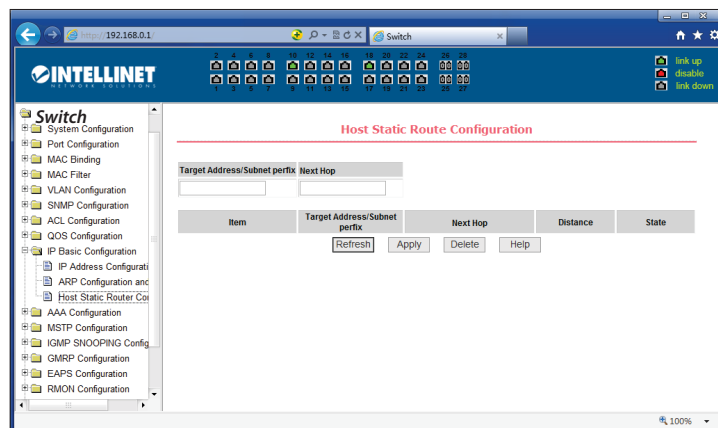 http://192.168.0.1/
Switch
INTELLINET
NETWORK SOLUTIONS
2 4 6 8 10 12 14 16 18 20 22 24 26 28
1 3 5 7 9 11 13 15 17 19 21 23 25 27
link up
disable
link down
Switch
System Configuration
Port Configuration
MAC Binding
MAC Filter
VLAN Configuration
SNMP Configuration
ACL Configuration
QOS Configuration
IP Basic Configuration
IP Address Configurati
ARP Configuration and
Host Static Router Cor
AAA Configuration
MSTP Configuration
IGMP SNOOPING Config
GMRP Configuration
EAPS Configuration
RMON Configuration
Host Static Route Configuration
Target Address/Subnet perfix Next Hop
Item Target Address/Subnet perfix Next Hop Distance State
Refresh Apply Delete Help
100%